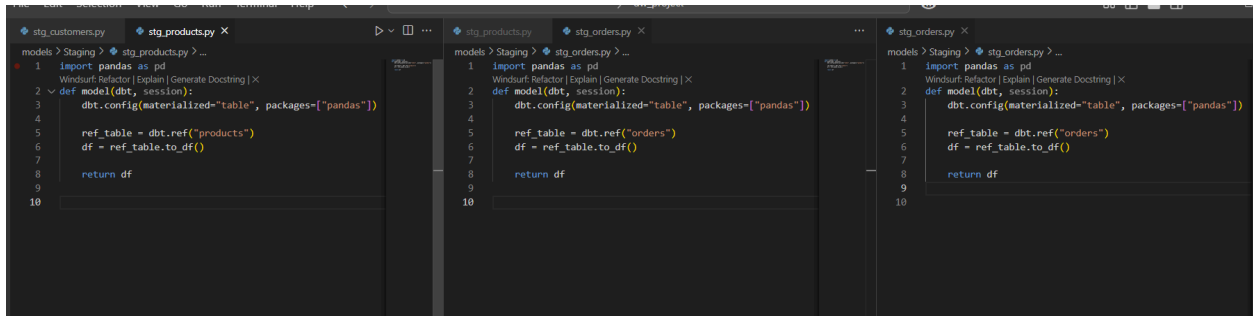 stg_customers.py stg_products.py
models > Staging > stg_products.py > ...
1 import pandas as pd
Windsurf: Refactor | Explain | Generate Docstring | X
2 def model(dbt, session):
3 dbt.config(materialized="table", packages=["pandas"])
4
5 ref_table = dbt.ref("products")
6 df = ref_table.to_df()
7
8 return df
9
10
stg_products.py stg_orders.py
models > Staging > stg_orders.py > ...
1 import pandas as pd
Windsurf: Refactor | Explain | Generate Docstring | X
2 def model(dbt, session):
3 dbt.config(materialized="table", packages=["pandas"])
4
5 ref_table = dbt.ref("orders")
6 df = ref_table.to_df()
7
8 return df
9
10
stg_orders.py
models > Staging > stg_orders.py > ...
1 import pandas as pd
Windsurf: Refactor | Explain | Generate Docstring | X
2 def model(dbt, session):
3 dbt.config(materialized="table", packages=["pandas"])
4
5 ref_table = dbt.ref("orders")
6 df = ref_table.to_df()
7
8 return df
9
10